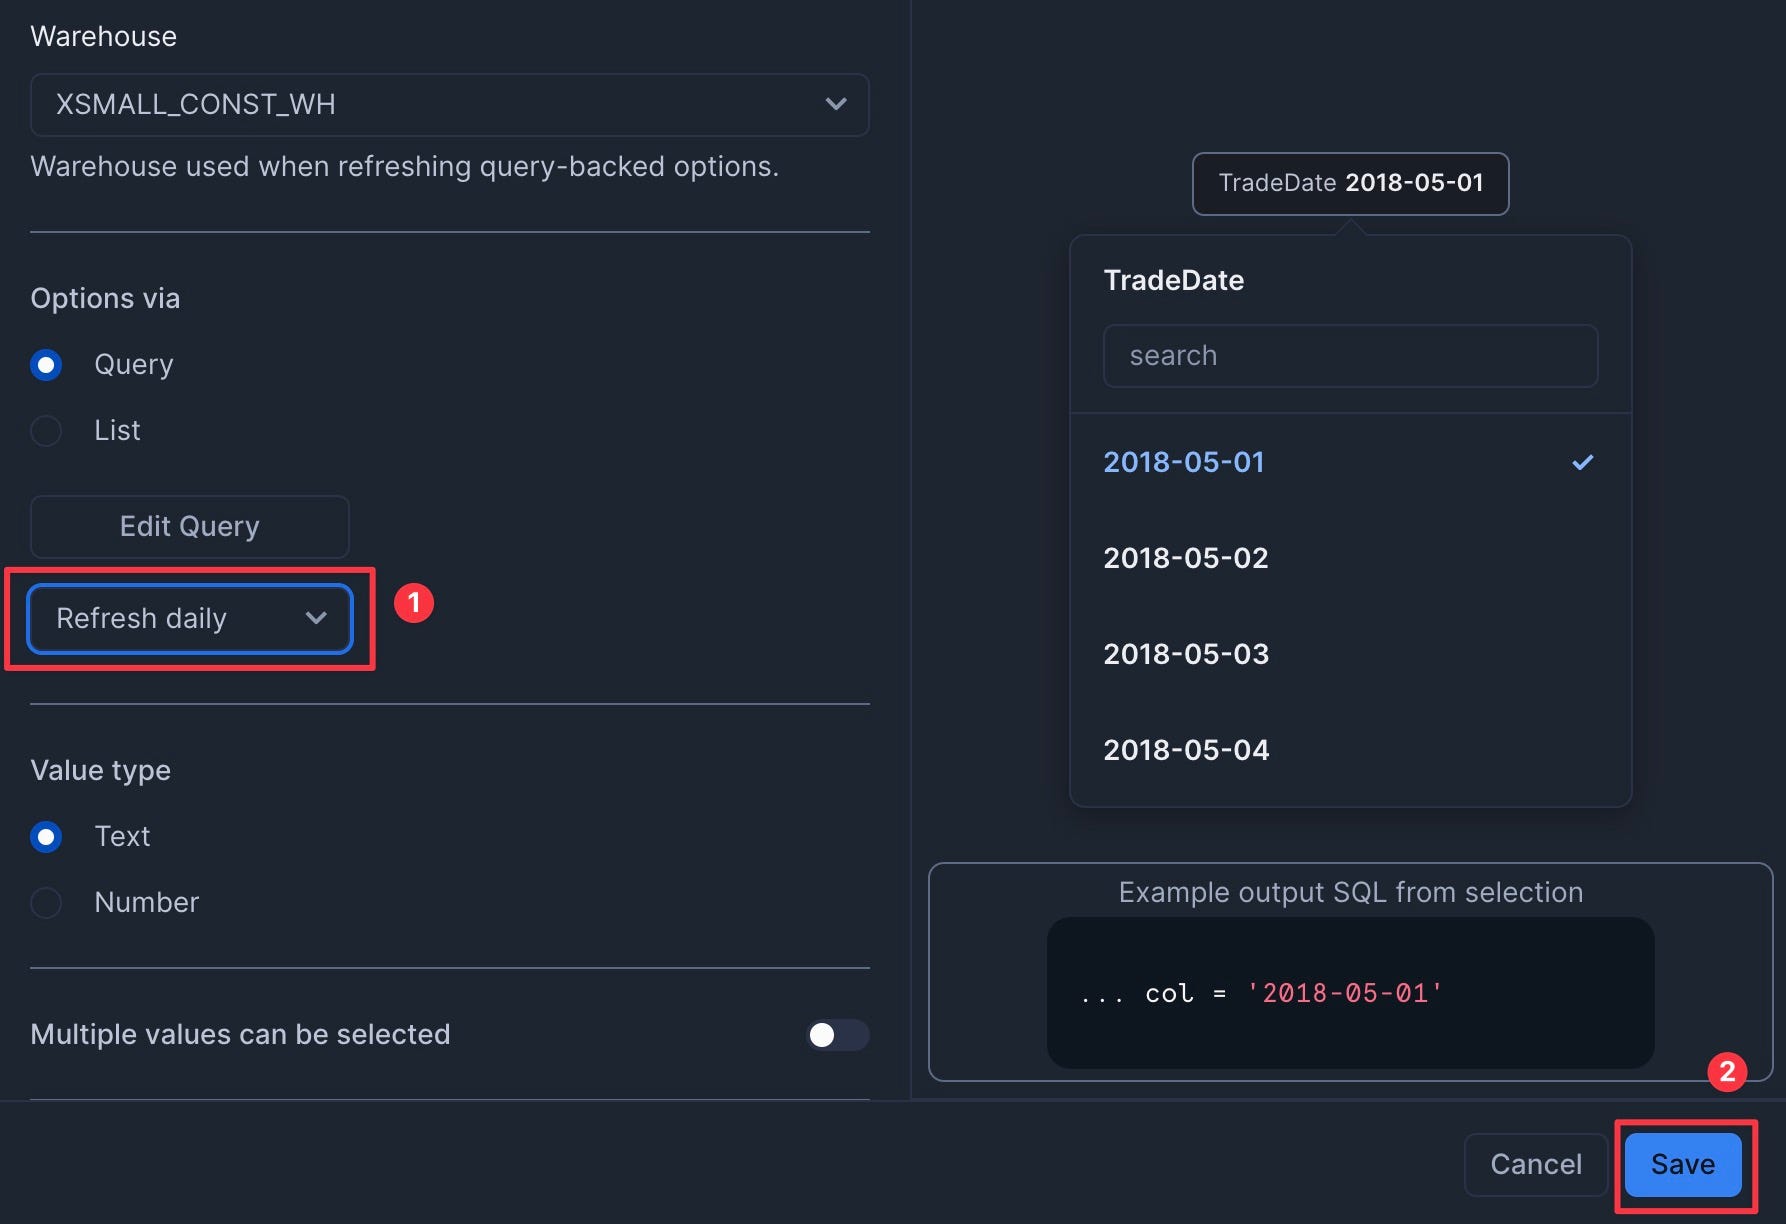 Warehouse
XSMALL_CONST_WH
Warehouse used when refreshing query-backed options.
Options via
Query
List
Edit Query
Refresh daily
1
Value type
Text
Number
Multiple values can be selected
TradeDate 2018-05-01
TradeDate
search
2018-05-01
2018-05-02
2018-05-03
2018-05-04
Example output SQL from selection
... col = '2018-05-01'
2
Cancel
Save